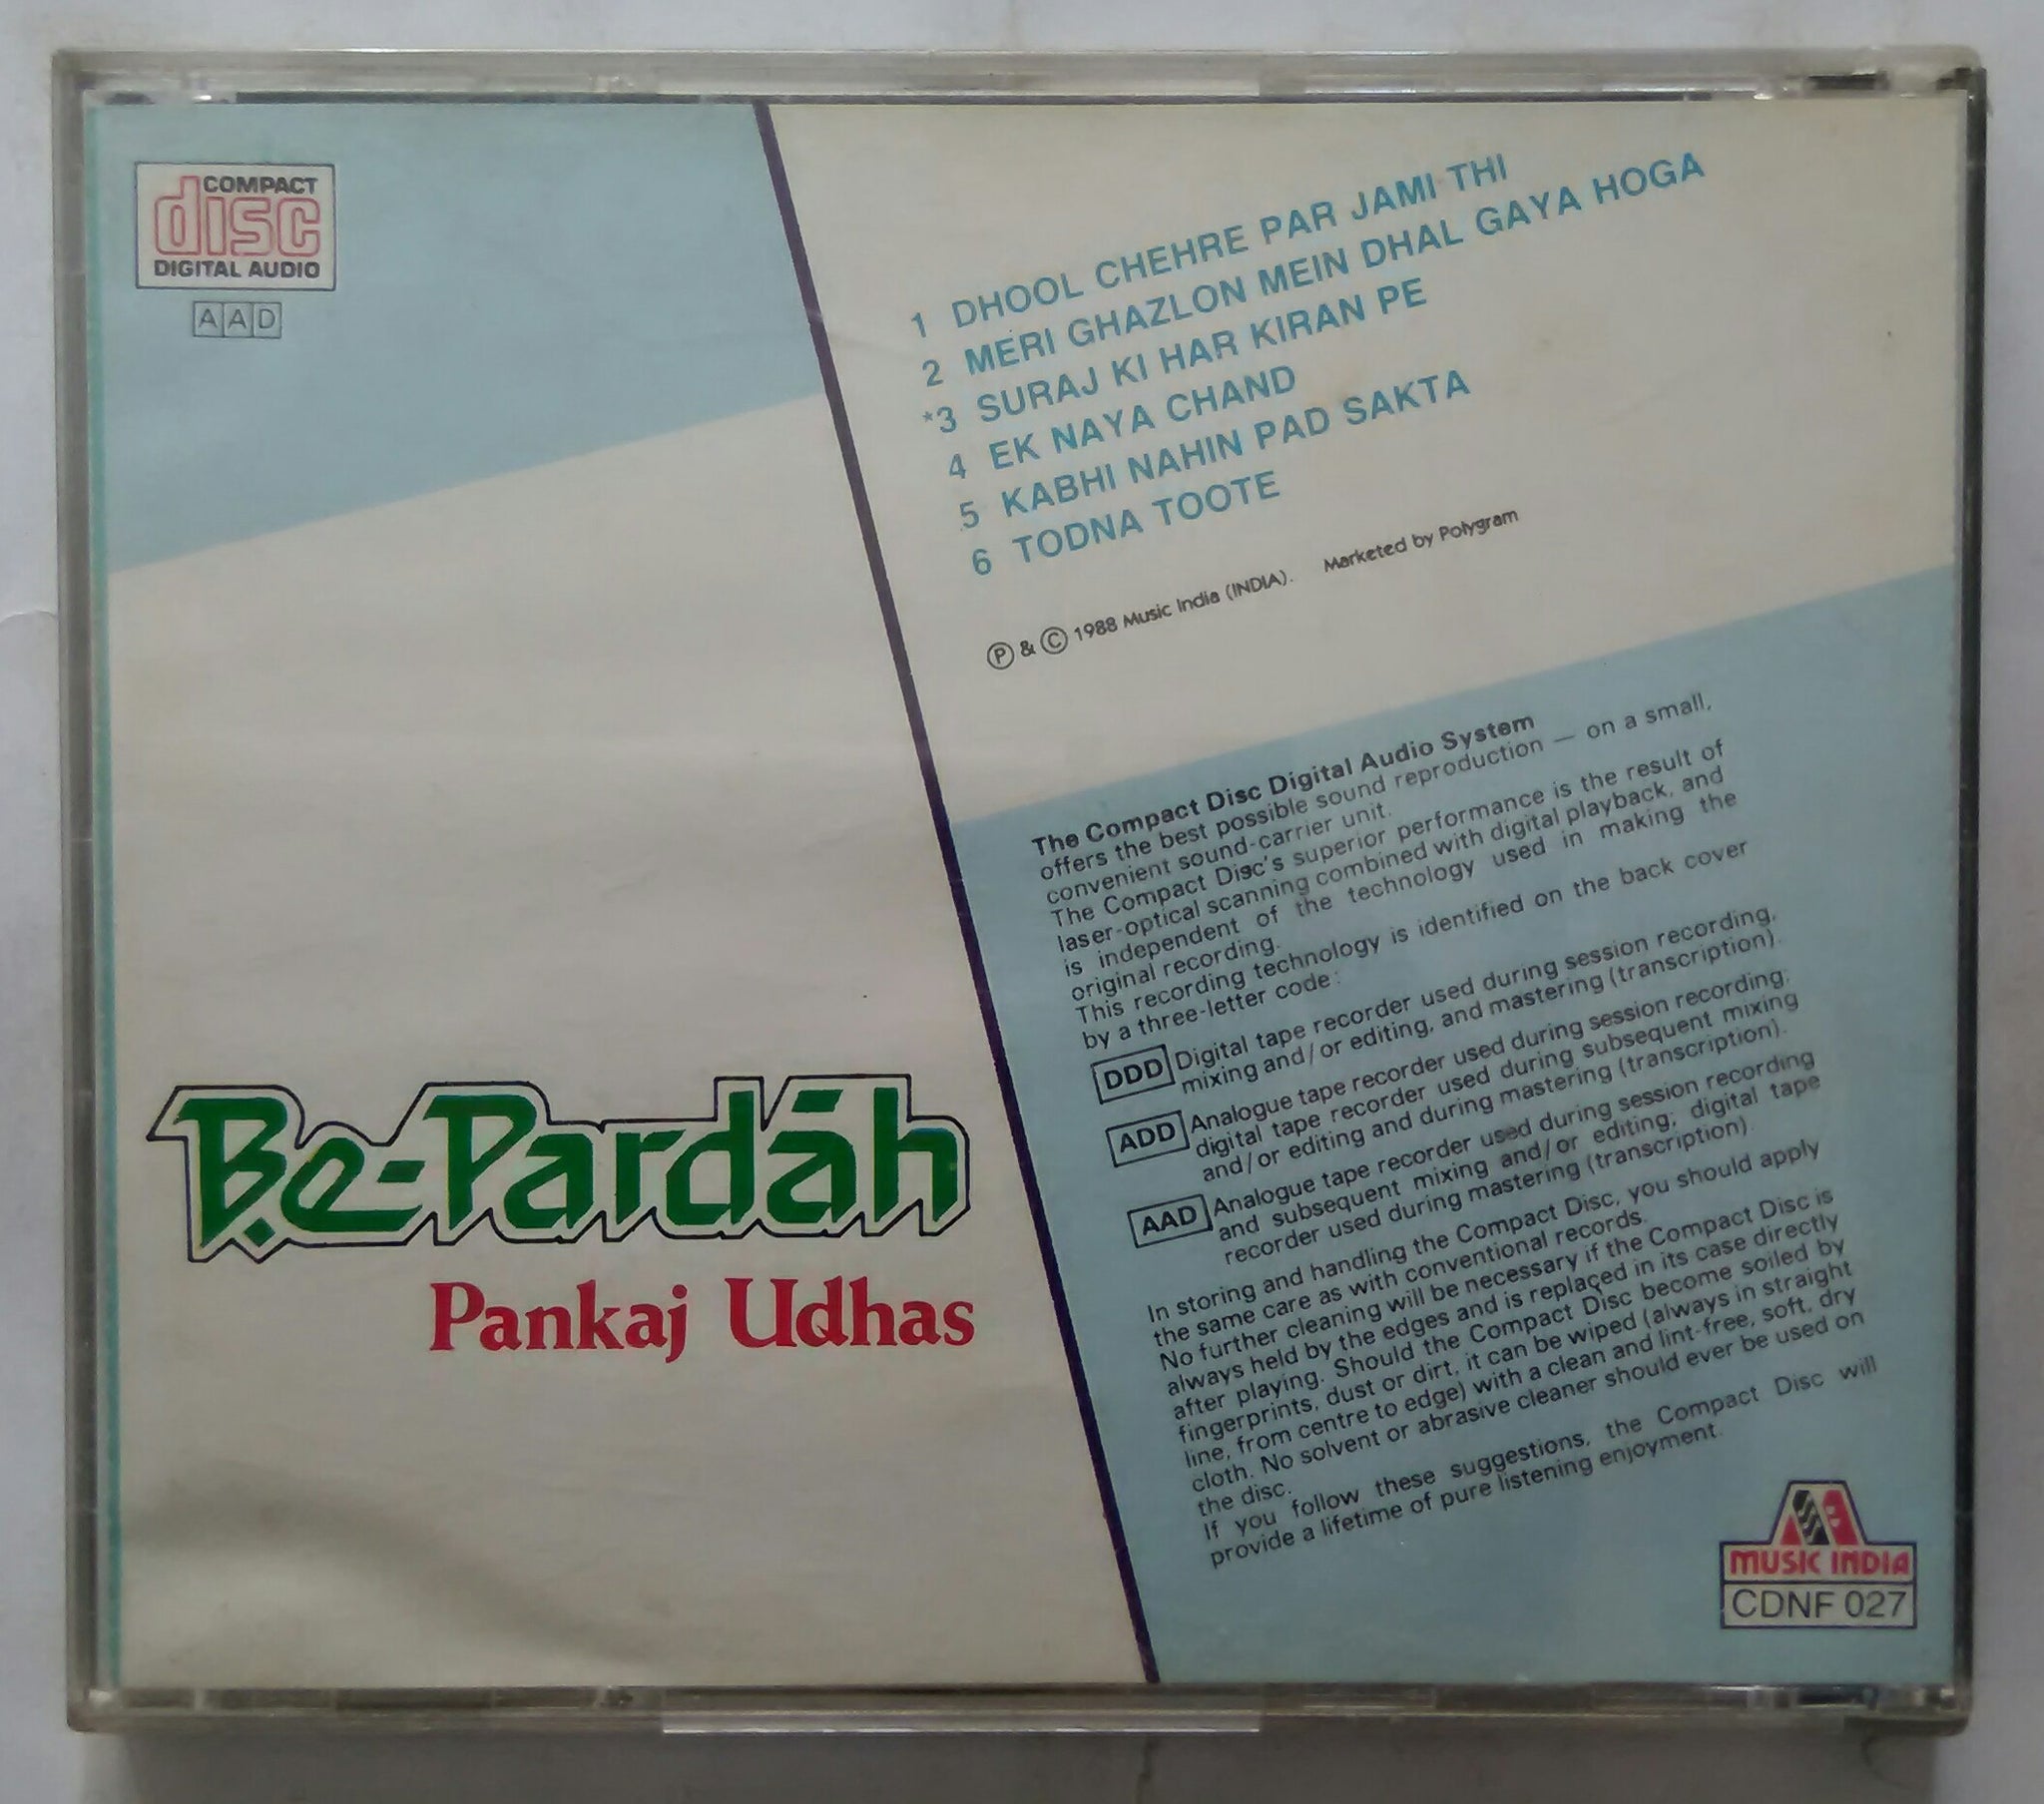 COMPACT
disc
DIGITAL AUDIO
AAD
1 DHOOL CHEHRE PAR JAMI THI
2 MERI GHAZLON MEIN DHAL GAYA HOGA
*3 SURAJ KI HAR KIRAN PE
4 EK NAYA CHAND
5 KABHI NAHIN PAD SAKTA
6 TODNA TOOTE
Ⓟ & © 1988 Music India (INDIA). Marketed by Polygram
The Compact Disc Digital Audio System
offers the best possible sound reproduction — on a small,
convenient sound-carrier unit.
The Compact Disc's superior performance is the result of
laser-optical scanning combined with digital playback, and
is independent of the technology used in making the
original recording.
This recording technology is identified on the back cover
by a three-letter code:
DDD Digital tape recorder used during session recording,
mixing and/or editing, and mastering (transcription).
ADD Analogue tape recorder used during session recording;
digital tape recorder used during subsequent mixing
and/or editing and during mastering (transcription).
AAD Analogue tape recorder used during session recording
and subsequent mixing and/or editing; digital tape
recorder used during mastering (transcription).
In storing and handling the Compact Disc, you should apply
the same care as with conventional records.
No further cleaning will be necessary if the Compact Disc is
always held by the edges and is replaced in its case directly
after playing. Should the Compact Disc become soiled by
fingerprints, dust or dirt, it can be wiped (always in straight
line, from centre to edge) with a clean and lint-free, soft, dry
cloth. No solvent or abrasive cleaner should ever be used on
the disc.
If you follow these suggestions, the Compact Disc will
provide a lifetime of pure listening enjoyment.
Be-Pardāh
Pankaj Udhas
MUSIC INDIA
CDNF 027